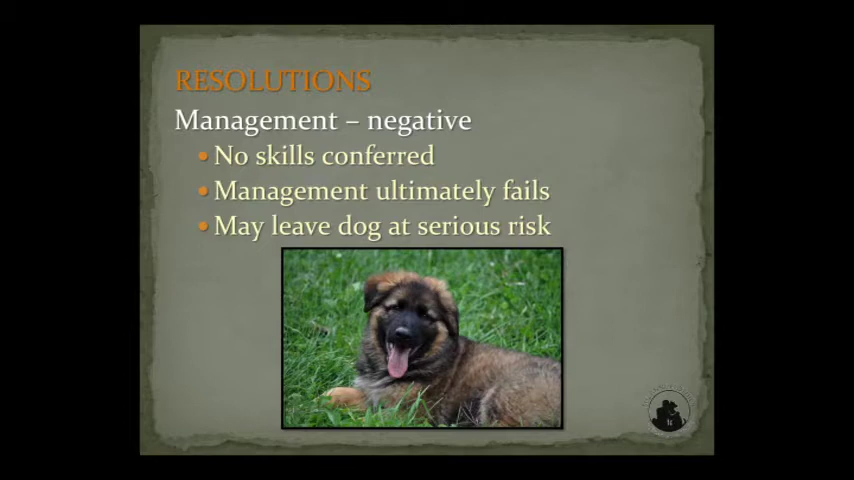 RESOLUTIONS
Management – negative
• No skills conferred
• Management ultimately fails
• May leave dog at serious risk